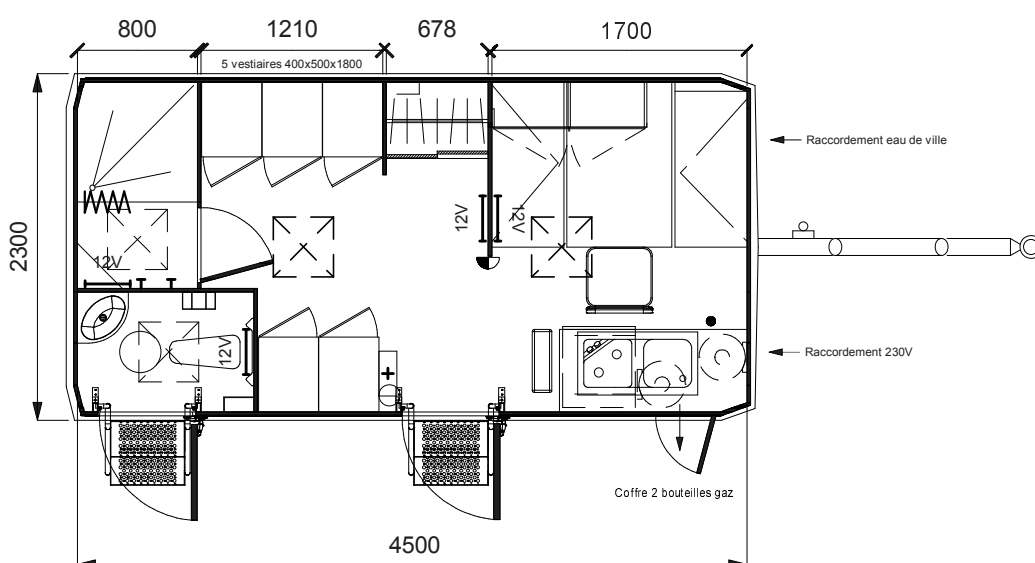 800
1210
678
1700
5 vestiaires 400x500x1800
Raccordement eau de ville
2300
12V
12V
12V
12V
Raccordement 230V
Coffre 2 bouteilles gaz
4500